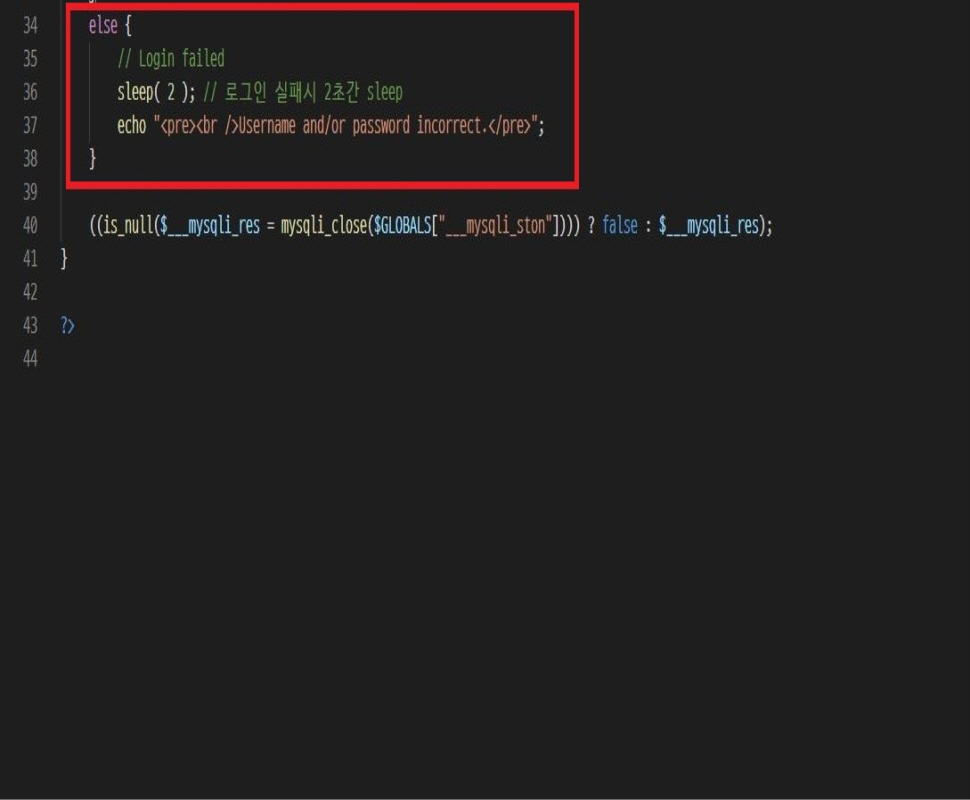 34 else {
35 // Login failed
36 sleep( 2 ); // 로그인 실패시 2초간 sleep
37 echo "<pre><br />Username and/or password incorrect.</pre>";
38 }
39
40 ((is_null($___mysqli_res = mysqli_close($GLOBALS["___mysqli_ston"]))) ? false : $___mysqli_res);
41 }
42
43 ?>
44